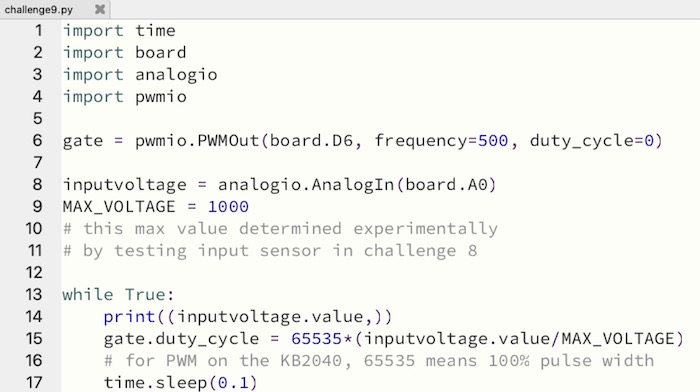 challenge9.py
1 import time
2 import board
3 import analogio
4 import pwmio
5
6 gate = pwmio.PWMOut(board.D6, frequency=500, duty_cycle=0)
7
8 inputvoltage = analogio.AnalogIn(board.A0)
9 MAX_VOLTAGE = 1000
10 # this max value determined experimentally
11 # by testing input sensor in challenge 8
12
13 while True:
14     print((inputvoltage.value,))
15     gate.duty_cycle = 65535*(inputvoltage.value/MAX_VOLTAGE)
16     # for PWM on the KB2040, 65535 means 100% pulse width
17     time.sleep(0.1)